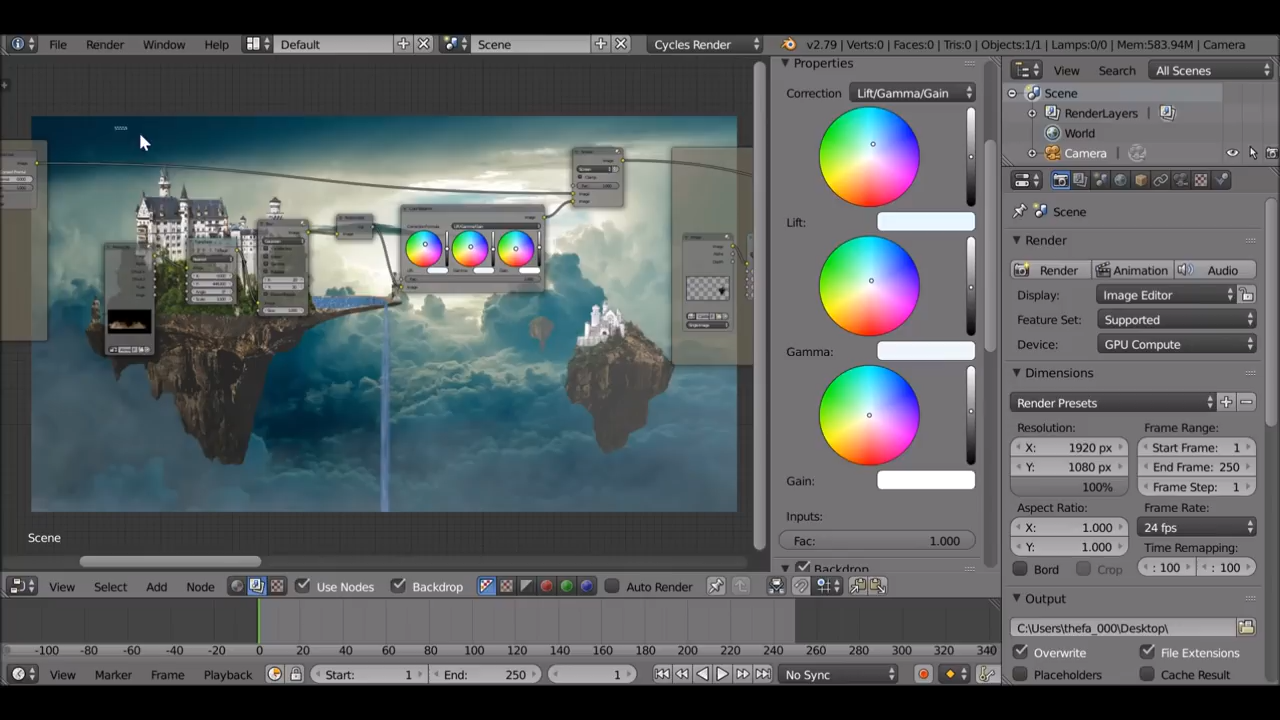 File Render Window Help Default Scene Cycles Render v2.79 | Verts:0 | Faces:0 | Tris:0 | Objects:1/1 | Lamps:0/0 | Mem:583.94M | Camera
Properties
Correction Lift/Gamma/Gain
Lift:
Gamma:
Gain:
Inputs:
Fac: 1.000
Backdrop
Scene
View Select Add Node Use Nodes Backdrop Auto Render
-100 -80 -60 -40 -20 0 20 40 60 80 100 120 140 160 180 200 220 240 260 280 300 320 340
View Marker Frame Playback Start: 1 End: 250 1 No Sync
View Search All Scenes
Scene
RenderLayers
World
Camera
Scene
Render
Render Animation Audio
Display: Image Editor
Feature Set: Supported
Device: GPU Compute
Dimensions
Render Presets
Resolution: Frame Range:
X: 1920 px Start Frame: 1
Y: 1080 px End Frame: 250
100% Frame Step: 1
Aspect Ratio: Frame Rate:
X: 1.000 24 fps
Y: 1.000 Time Remapping:
Bord Crop : 100 : 100
Output
C:\Users\thefa_000\Desktop\
Overwrite File Extensions
Placeholders Cache Result